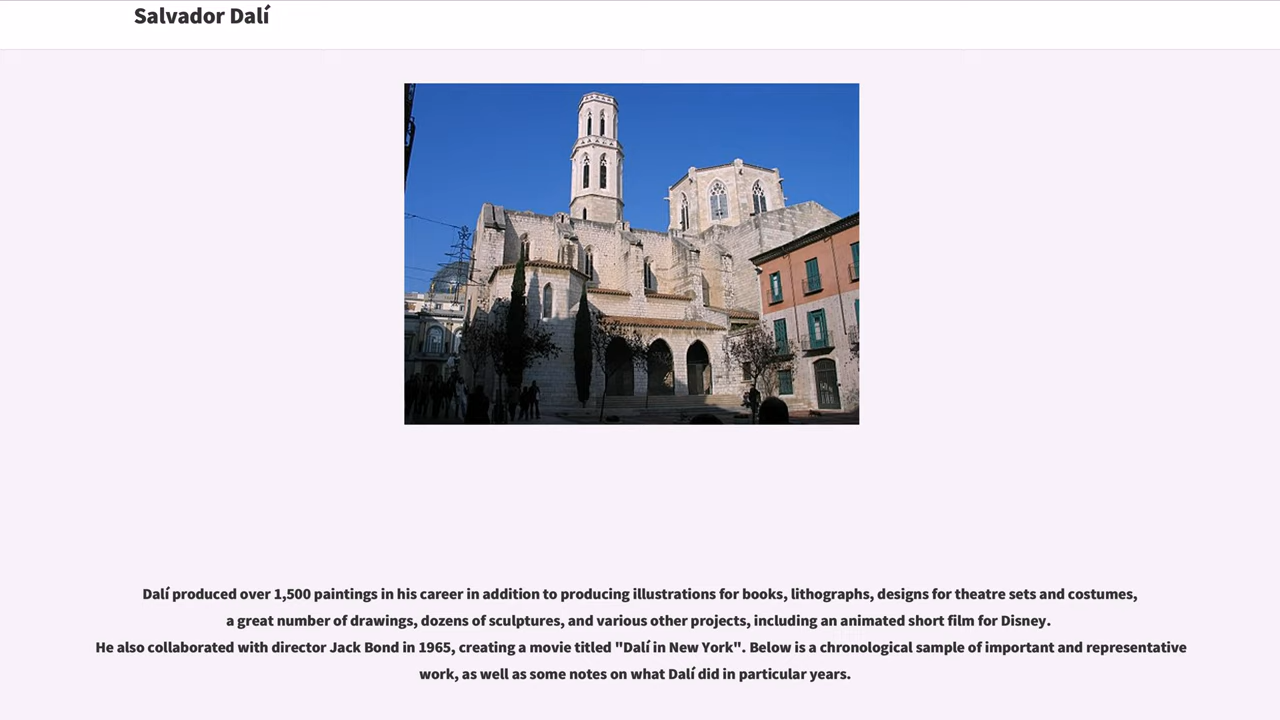 Salvador Dalí
Dalí produced over 1,500 paintings in his career in addition to producing illustrations for books, lithographs, designs for theatre sets and costumes,
a great number of drawings, dozens of sculptures, and various other projects, including an animated short film for Disney.
He also collaborated with director Jack Bond in 1965, creating a movie titled "Dalí in New York". Below is a chronological sample of important and representative
work, as well as some notes on what Dalí did in particular years.